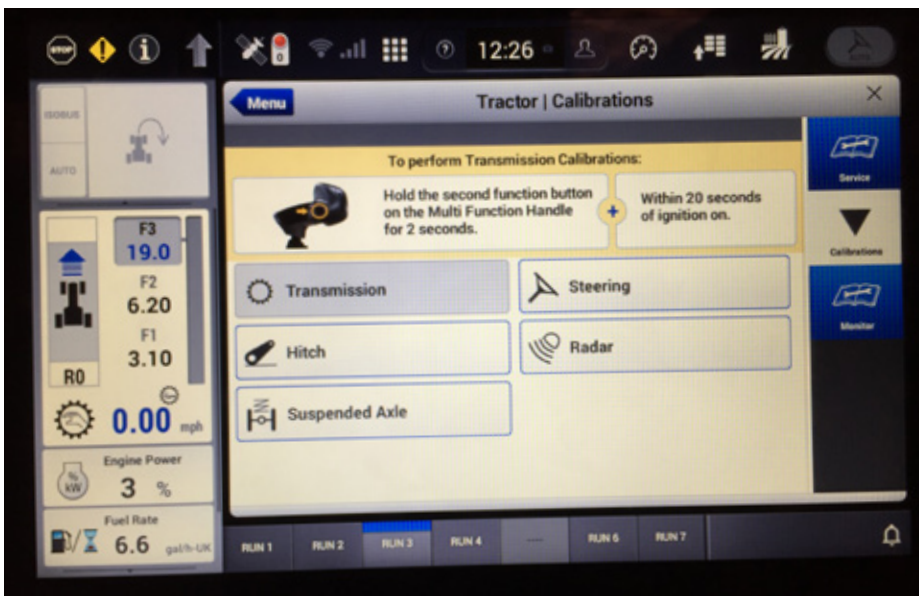 STOP
12:26
AUTO
ISOBUS
AUTO
F3
19.0
F2
6.20
F1
3.10
R0
0.00 mph
Engine Power
%
kW
3 %
Fuel Rate
6.6 gal/h-UK
Menu
Tractor | Calibrations
To perform Transmission Calibrations:
Hold the second function button
on the Multi Function Handle
for 2 seconds.
+
Within 20 seconds
of ignition on.
Transmission
Steering
Hitch
Radar
Suspended Axle
Service
Calibrations
Monitor
RUN 1
RUN 2
RUN 3
RUN 4
----
RUN 6
RUN 7